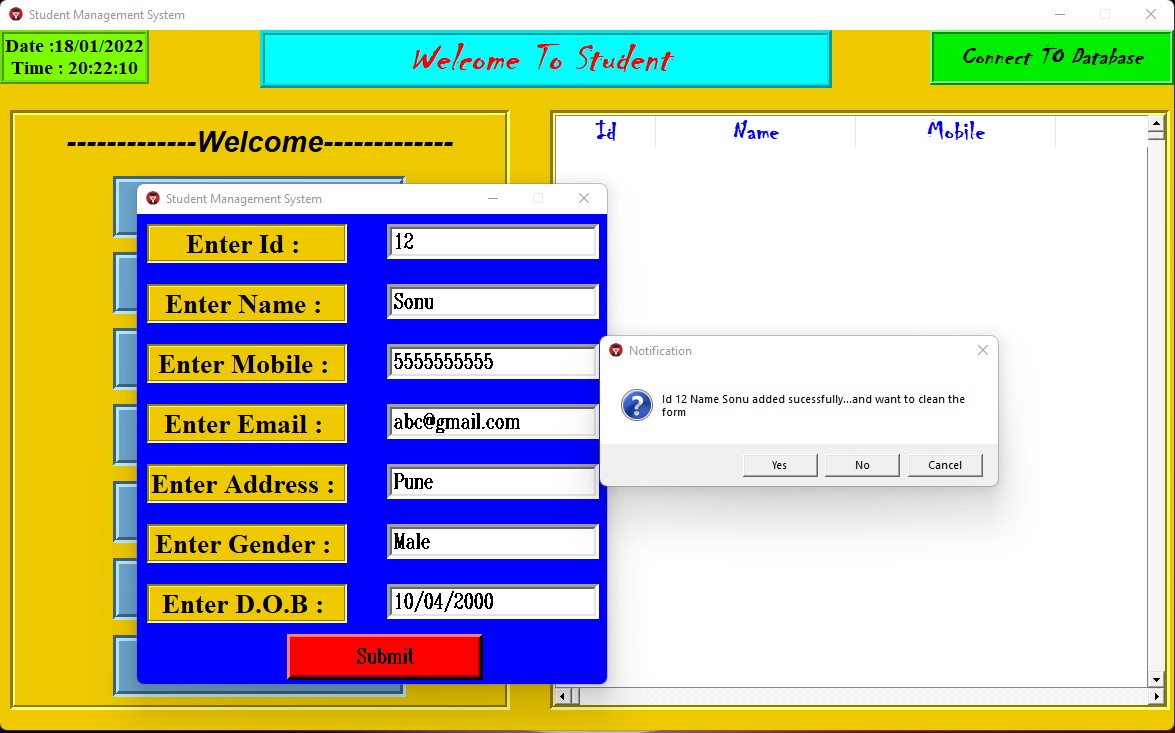 Student Management System
Date :18/01/2022
Time : 20:22:10
Welcome To Student
Connect TO Database
-------------Welcome-------------
Id Name Mobile
Student Management System
Enter Id : 12
Enter Name : Sonu
Enter Mobile : 5555555555
Enter Email : abc@gmail.com
Enter Address : Pune
Enter Gender : Male
Enter D.O.B : 10/04/2000
Submit
Notification
Id 12 Name Sonu added sucessfully...and want to clean the
form
Yes No Cancel